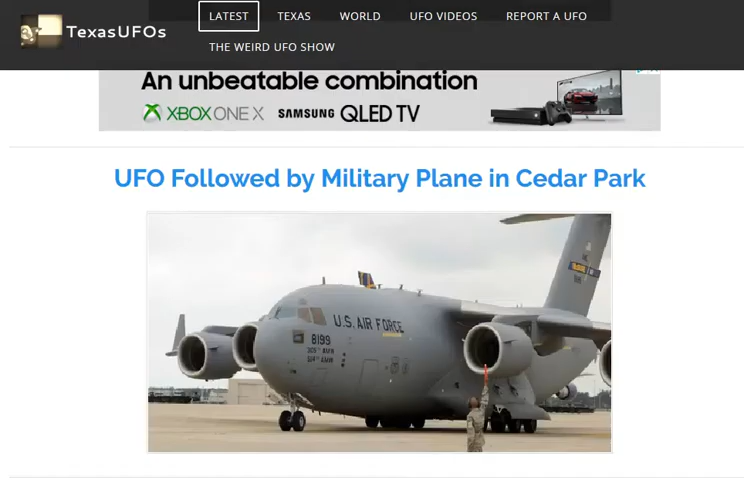 TexasUFOs
LATEST
TEXAS
WORLD
UFO VIDEOS
REPORT A UFO
THE WEIRD UFO SHOW
An unbeatable combination
XBOX ONE X SAMSUNG QLED TV
UFO Followed by Military Plane in Cedar Park
U.S. AIR FORCE
8199